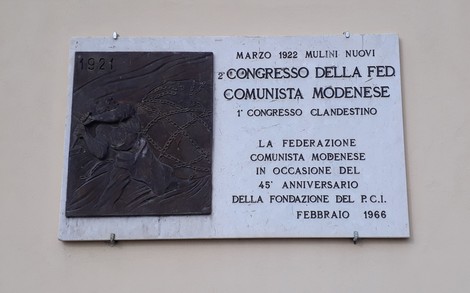 1921
MARZO 1922 MULINI NUOVI
2° CONGRESSO DELLA FED.
COMUNISTA MODENESE
1° CONGRESSO CLANDESTINO
LA FEDERAZIONE
COMUNISTA MODENESE
IN OCCASIONE DEL
45° ANNIVERSARIO
DELLA FONDAZIONE DEL P.C.I.
FEBBRAIO 1966